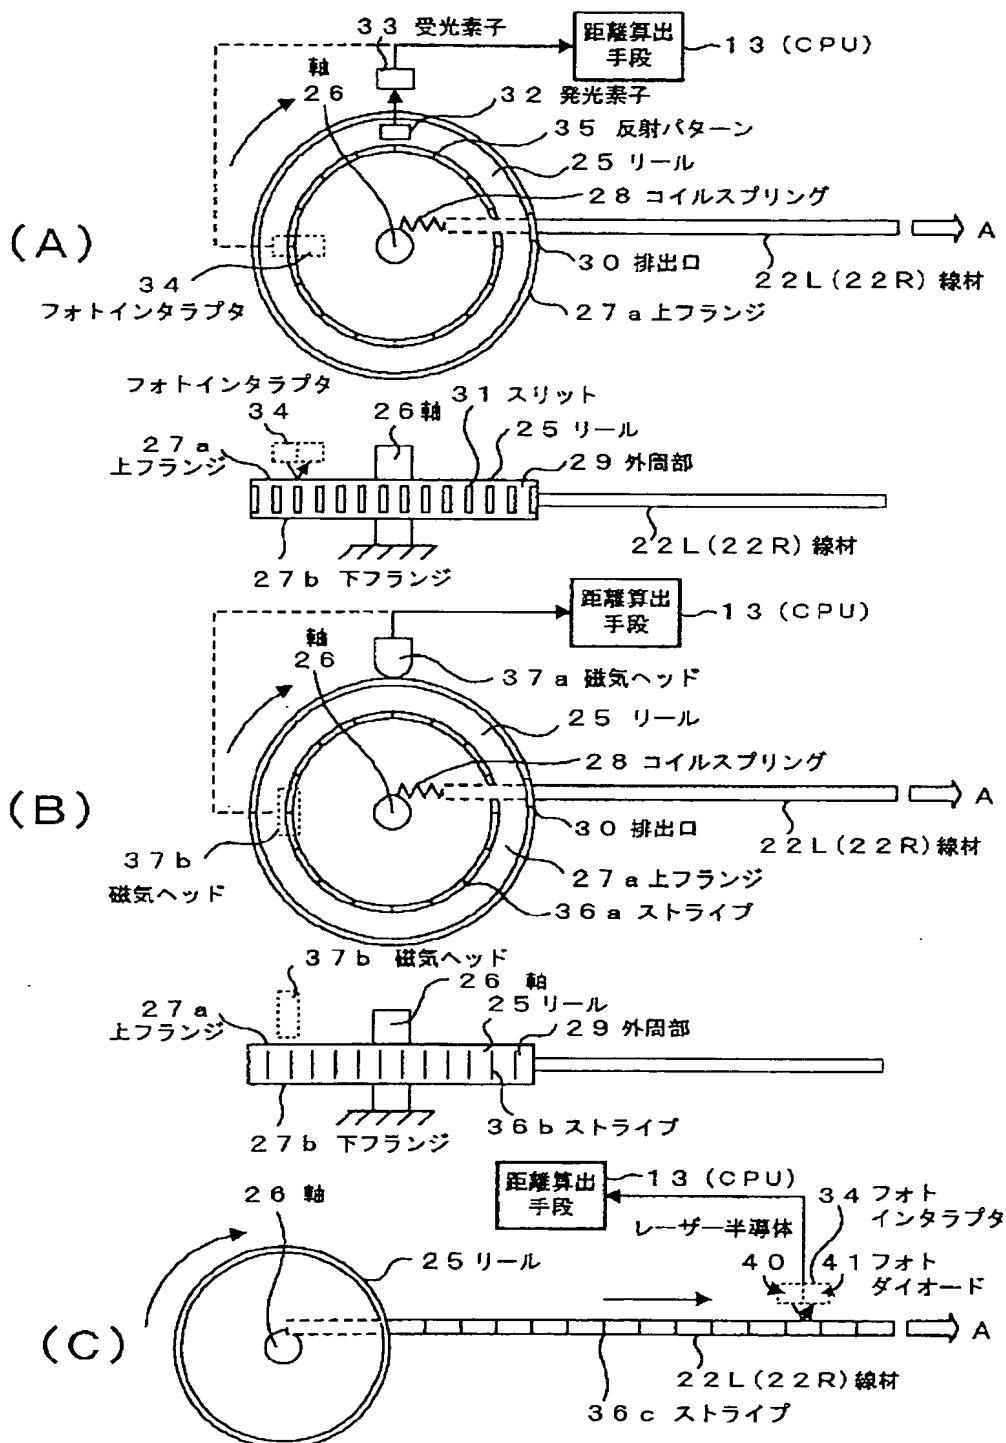 33 受光素子
距離算出
手段
13 (CPU)
軸
26
32 発光素子
35 反射パターン
25 リール
28 コイルスプリング
(A)
A
34
フォトインタラプタ
30 排出口
22L(22R) 線材
27a 上フランジ
フォトインタラプタ
34
26 軸
31 スリット
25 リール
27a
上フランジ
29 外周部
22L(22R) 線材
27b 下フランジ
距離算出
手段
13 (CPU)
軸
26
37a 磁気ヘッド
25 リール
28 コイルスプリング
(B)
A
30 排出口
22L(22R) 線材
37b
磁気ヘッド
27a 上フランジ
36a ストライプ
37b 磁気ヘッド
26 軸
25 リール
27a
上フランジ
29 外周部
36b ストライプ
27b 下フランジ
距離算出
手段
13 (CPU)
26 軸
34 フォト
インタラプタ
レーザー半導体
25 リール
40
41 フォト
ダイオード
(C)
A
22L(22R) 線材
36c ストライプ